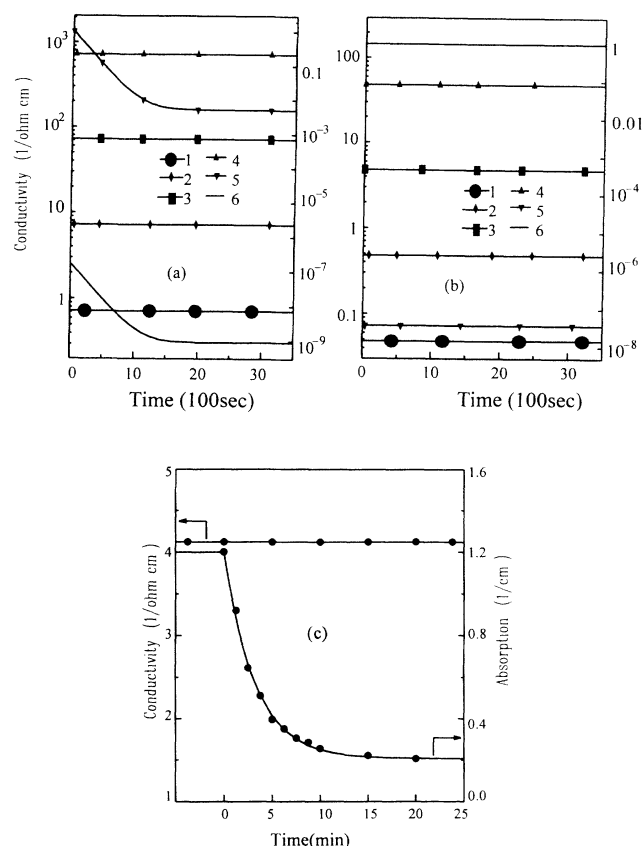 10³
10²
10
1
Conductivity (1/ohm cm)
0.1
10⁻³
10⁻⁵
10⁻⁷
10⁻⁹
1 4
2 5
3 6
(a)
0 10 20 30
Time (100sec)
100
10
1
0.1
1
0.01
10⁻⁴
10⁻⁶
10⁻⁸
1 4
2 5
3 6
(b)
0 10 20 30
Time (100sec)
5
4
3
2
1
Conductivity (1/ohm cm)
1.6
1.2
0.8
0.4
0.0
Absorption (1/cm)
(c)
0 5 10 15 20 25
Time(min)